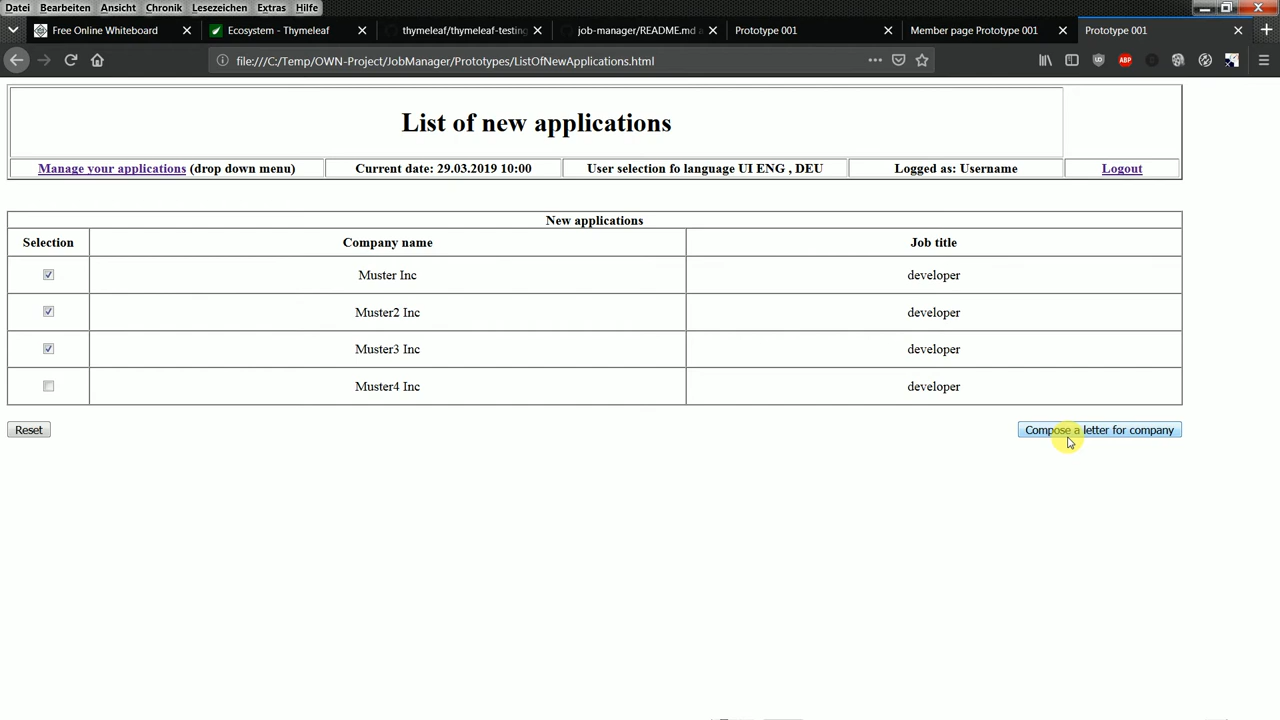 Datei Bearbeiten Ansicht Chronik Lesezeichen Extras Hilfe
Free Online Whiteboard Ecosystem - Thymeleaf thymeleaf/thymeleaf-testing job-manager/README.md a Prototype 001 Member page Prototype 001 Prototype 001
file:///C:/Temp/OWN-Project/JobManager/Prototypes/ListOfNewApplications.html ABP
List of new applications
Manage your applications (drop down menu) Current date: 29.03.2019 10:00 User selection fo language UI ENG , DEU Logged as: Username Logout
New applications
Selection Company name Job title
Muster Inc developer
Muster2 Inc developer
Muster3 Inc developer
Muster4 Inc developer
Reset Compose a letter for company